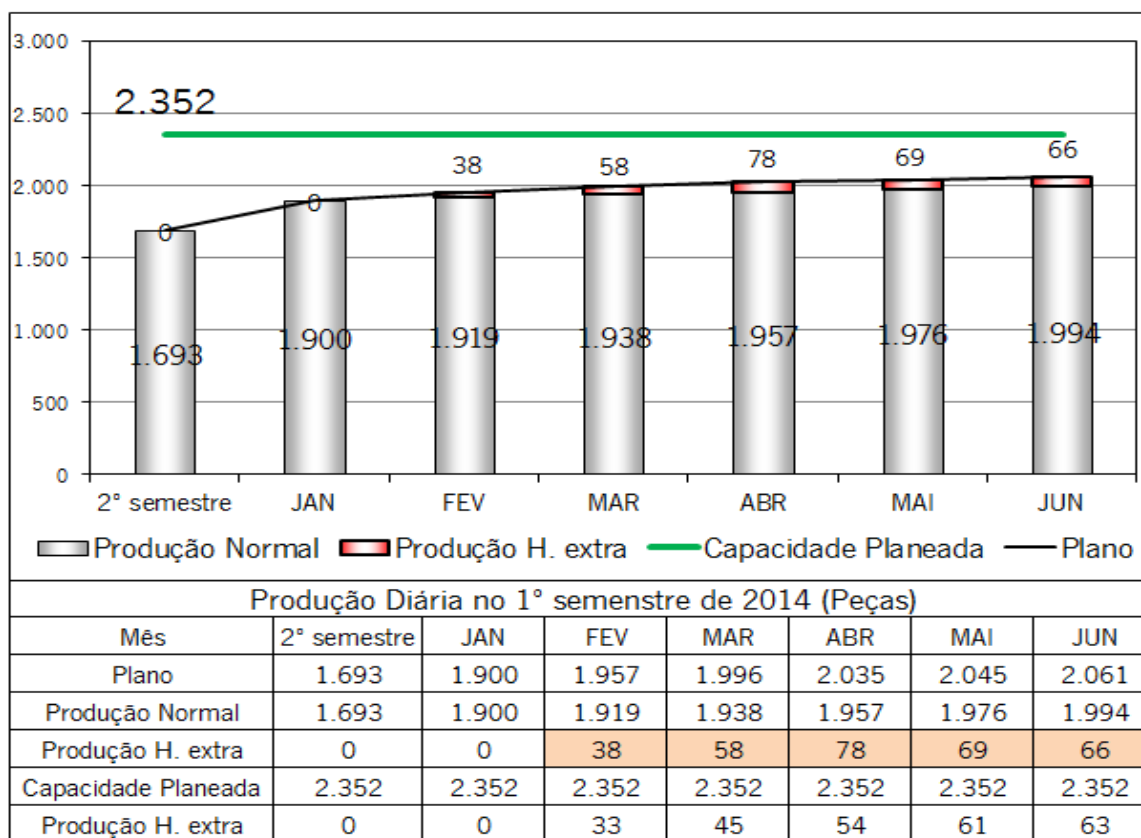 3.000
2.500
2.000
1.500
1.000
500
0
2.352
0
0
38
58
78
69
66
1.693
1.900
1.919
1.938
1.957
1.976
1.994
2° semestre JAN FEV MAR ABR MAI JUN
Produção Normal Produção H. extra Capacidade Planeada Plano
Produção Diária no 1° semenstre de 2014 (Peças)
Mês 2° semestre JAN FEV MAR ABR MAI JUN
Plano 1.693 1.900 1.957 1.996 2.035 2.045 2.061
Produção Normal 1.693 1.900 1.919 1.938 1.957 1.976 1.994
Produção H. extra 0 0 38 58 78 69 66
Capacidade Planeada 2.352 2.352 2.352 2.352 2.352 2.352 2.352
Produção H. extra 0 0 33 45 54 61 63